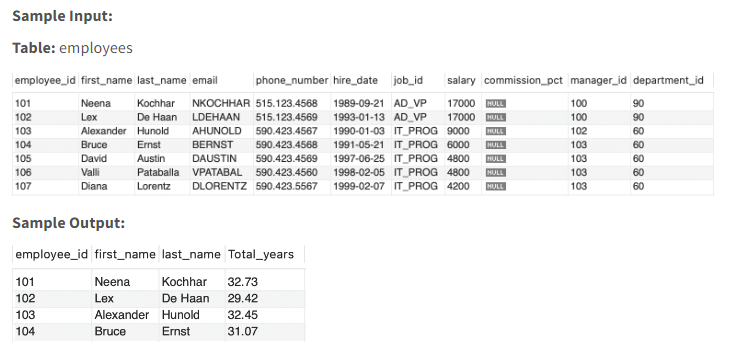 Sample Input:
Table: employees
employee_id first_name last_name email phone_number hire_date job_id salary commission_pct manager_id department_id
101 Neena Kochhar NKOCHHAR 515.123.4568 1989-09-21 AD_VP 17000 NULL 100 90
102 Lex De Haan LDEHAAN 515.123.4569 1993-01-13 AD_VP 17000 NULL 100 90
103 Alexander Hunold AHUNOLD 590.423.4567 1990-01-03 IT_PROG 9000 NULL 102 60
104 Bruce Ernst BERNST 590.423.4568 1991-05-21 IT_PROG 6000 NULL 103 60
105 David Austin DAUSTIN 590.423.4569 1997-06-25 IT_PROG 4800 NULL 103 60
106 Valli Pataballa VPATABAL 590.423.4560 1998-02-05 IT_PROG 4800 NULL 103 60
107 Diana Lorentz DLORENTZ 590.423.5567 1999-02-07 IT_PROG 4200 NULL 103 60
Sample Output:
employee_id first_name last_name Total_years
101 Neena Kochhar 32.73
102 Lex De Haan 29.42
103 Alexander Hunold 32.45
104 Bruce Ernst 31.07